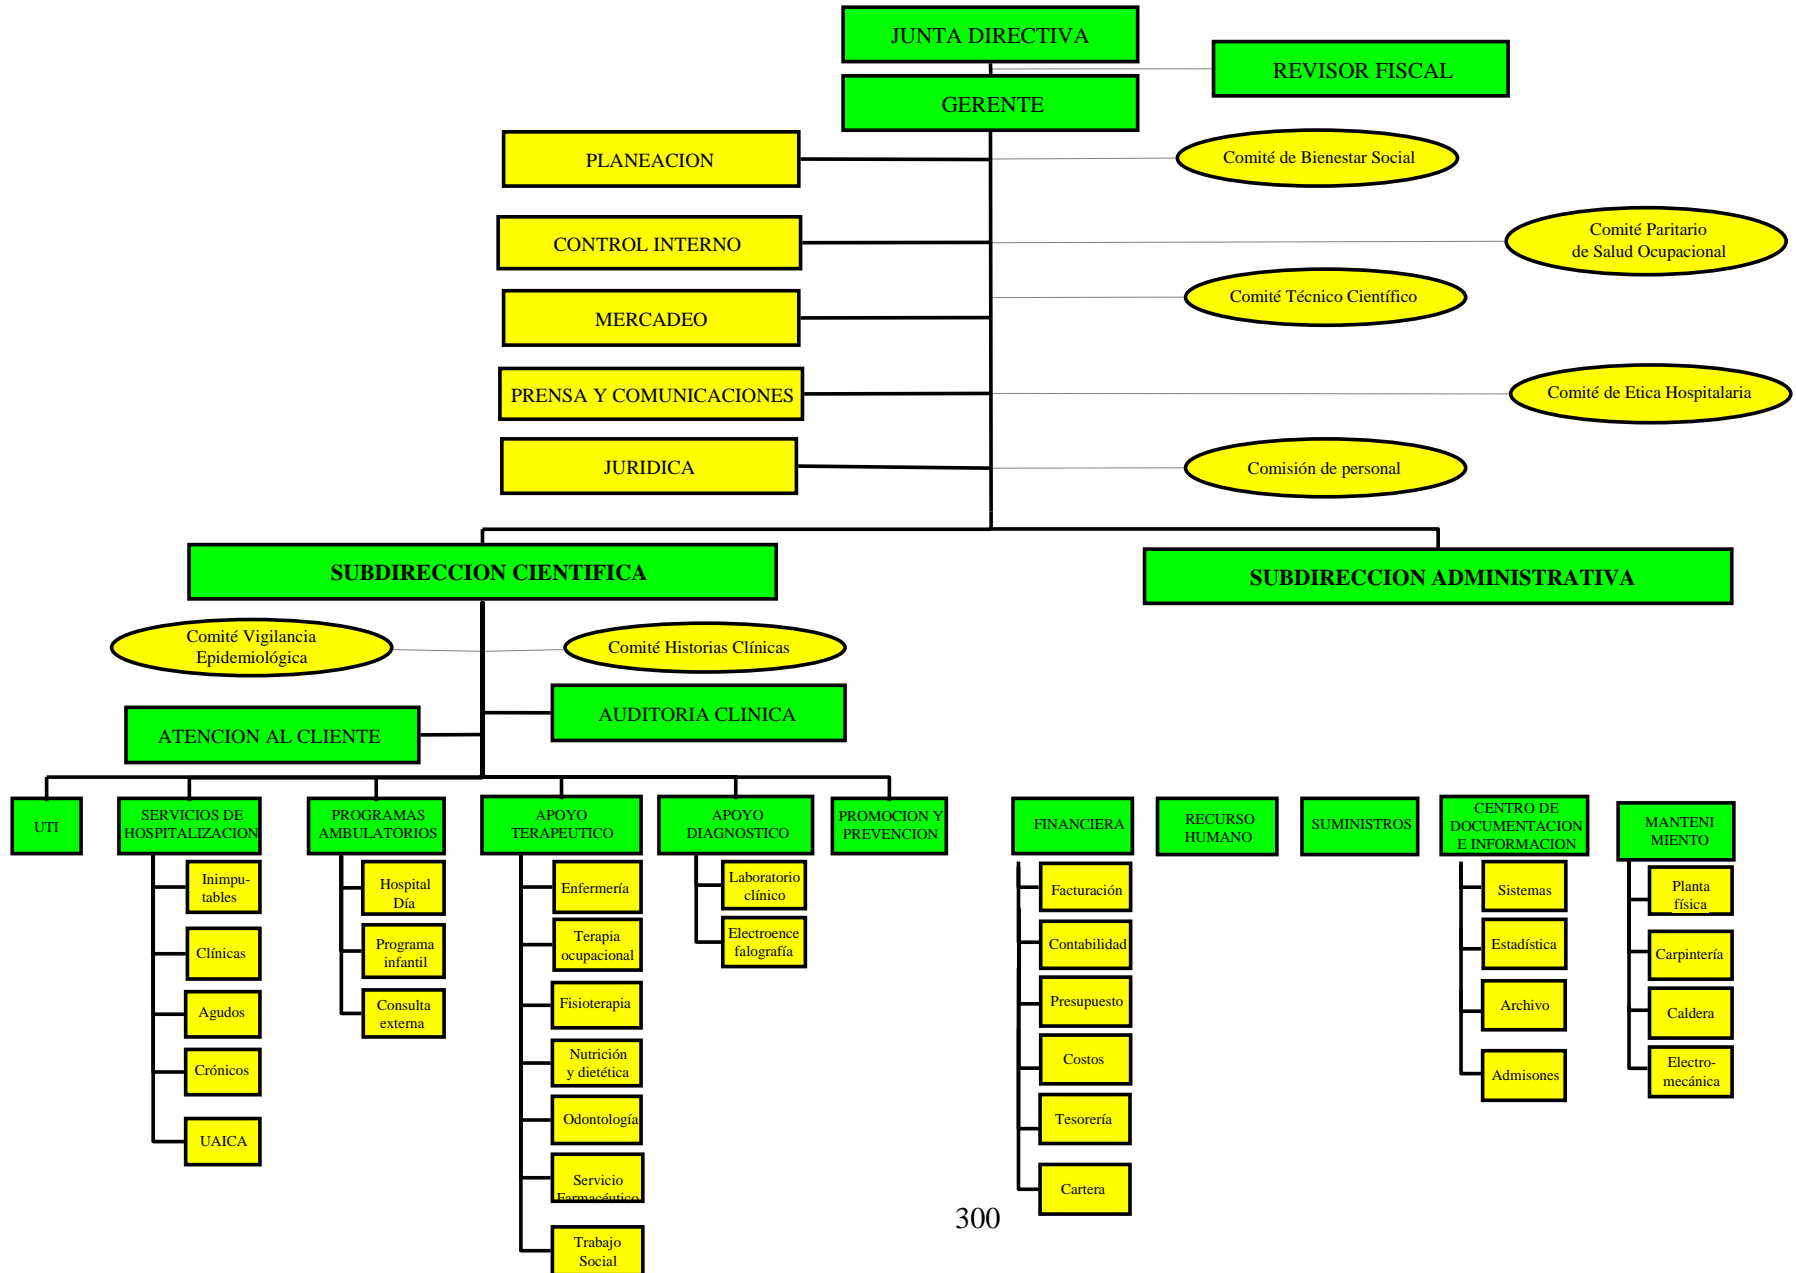 JUNTA DIRECTIVA
REVISOR FISCAL
GERENTE
PLANEACION
Comité de Bienestar Social
CONTROL INTERNO
Comité Paritario
de Salud Ocupacional
Comité Técnico Científico
MERCADEO
PRENSA Y COMUNICACIONES
Comité de Etica Hospitalaria
JURIDICA
Comisión de personal
SUBDIRECCION CIENTIFICA
SUBDIRECCION ADMINISTRATIVA
Comité Vigilancia
Epidemiológica
Comité Historias Clínicas
AUDITORIA CLINICA
ATENCION AL CLIENTE
UTI
SERVICIOS DE
HOSPITALIZACION
PROGRAMAS
AMBULATORIOS
APOYO
TERAPEUTICO
APOYO
DIAGNOSTICO
PROMOCION Y
PREVENCION
FINANCIERA
RECURSO
HUMANO
SUMINISTROS
CENTRO DE
DOCUMENTACION
E INFORMACION
MANTENI
MIENTO
Inimpu-
tables
Clínicas
Agudos
Crónicos
UAICA
Hospital
Día
Programa
infantil
Consulta
externa
Enfermería
Terapia
ocupacional
Fisioterapia
Nutrición
y dietética
Odontología
Servicio
Farmacéutico
Trabajo
Social
Laboratorio
clínico
Electroence
falografía
Facturación
Contabilidad
Presupuesto
Costos
Tesorería
Cartera
Sistemas
Estadística
Archivo
Admisones
Planta
física
Carpintería
Caldera
Electro-
mecánica
300